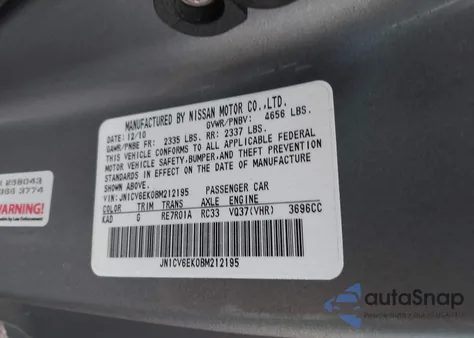 MANUFACTURED BY NISSAN MOTOR CO.,LTD.
DATE: 12/10 GVWR/PNBV: 4656 LBS.
GAWR/PNBE FR: 2335 LBS. RR: 2337 LBS.
THIS VEHICLE CONFORMS TO ALL APPLICABLE FEDERAL
MOTOR VEHICLE SAFETY, BUMPER, AND THEFT PREVENTION
STANDARDS IN EFFECT ON THE DATE OF MANUFACTURE
SHOWN ABOVE.
VIN: JN1CV6EK0BM212195 PASSENGER CAR
COLOR TRIM TRANS AXLE ENGINE
KAD G RE7R01A RC33 VQ37(VHR) 3696CC
JN1CV6EK0BM212195
258043
3774
WARNING!
autoSnap